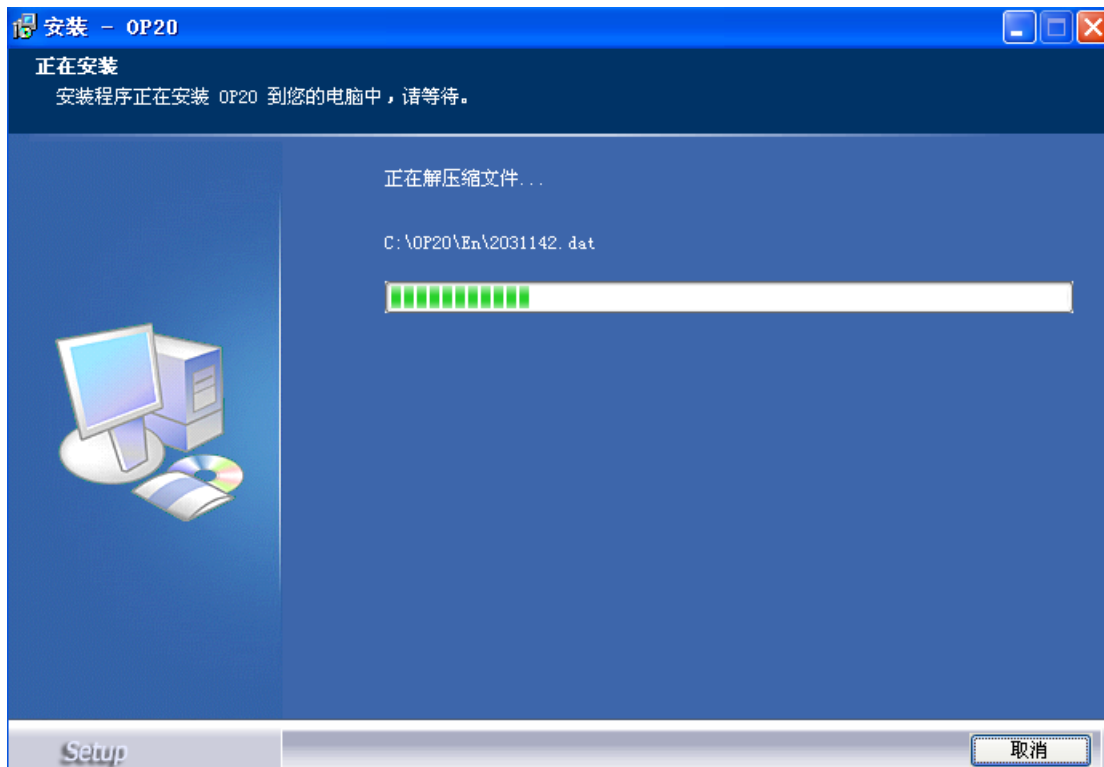 安装 - OP20
正在安装
安装程序正在安装 OP20 到您的电脑中，请等待。
正在解压缩文件...
C:\OP20\En\2031142.dat
Setup
取消